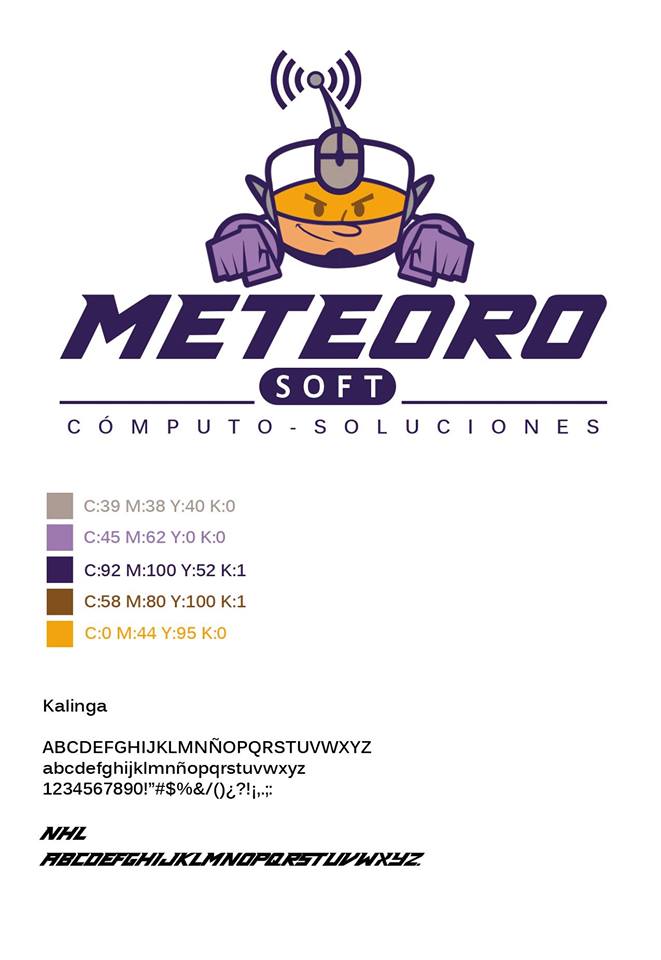 METEORO
SOFT
CÓMPUTO-SOLUCIONES
C:39 M:38 Y:40 K:0
C:45 M:62 Y:0 K:0
C:92 M:100 Y:52 K:1
C:58 M:80 Y:100 K:1
C:0 M:44 Y:95 K:0
Kalinga
ABCDEFGHIJKLMNÑOPQRSTUVWXYZ
abcdefghijklmnñopqrstuvwxyz
1234567890!”#$%&/()¿?!¡,.;:
NHL
ABCDEFGHIJKLMNOPQRSTUVWXYZ